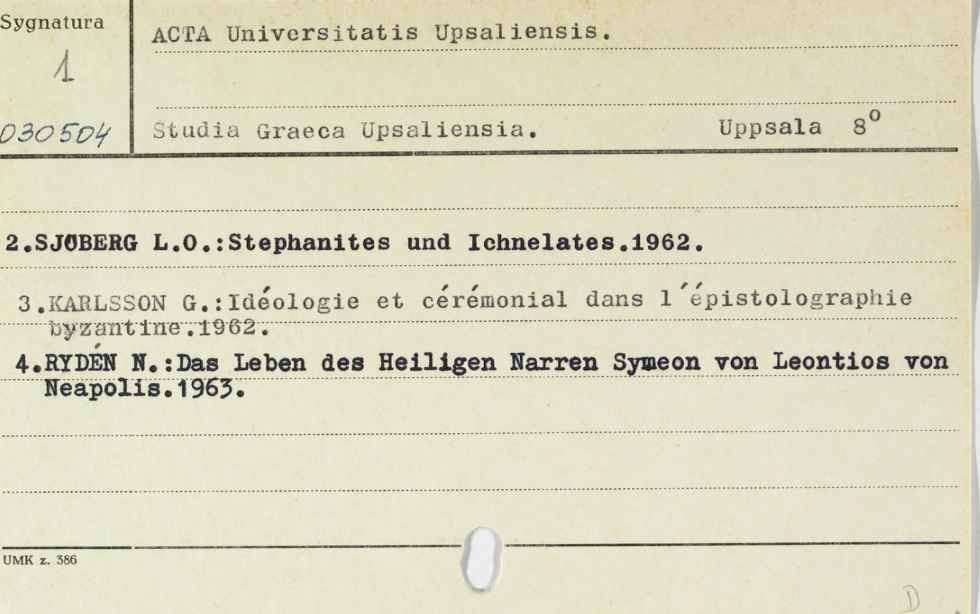 Sygnatura
1
030504
ACTA Universitatis Upsaliensis.
Studia Graeca Upsaliensia. Uppsala 8⁰
2.SJÖBERG L.O.:Stephanites und Ichnelates.1962.
3.KARLSSON G.:Idéologie et cérémonial dans l´épistolographie
byzantine.1962.
4.RYDÉN N.:Das Leben des Heiligen Narren Symeon von Leontios von
Neapolis.1963.
UMK z. 386
D